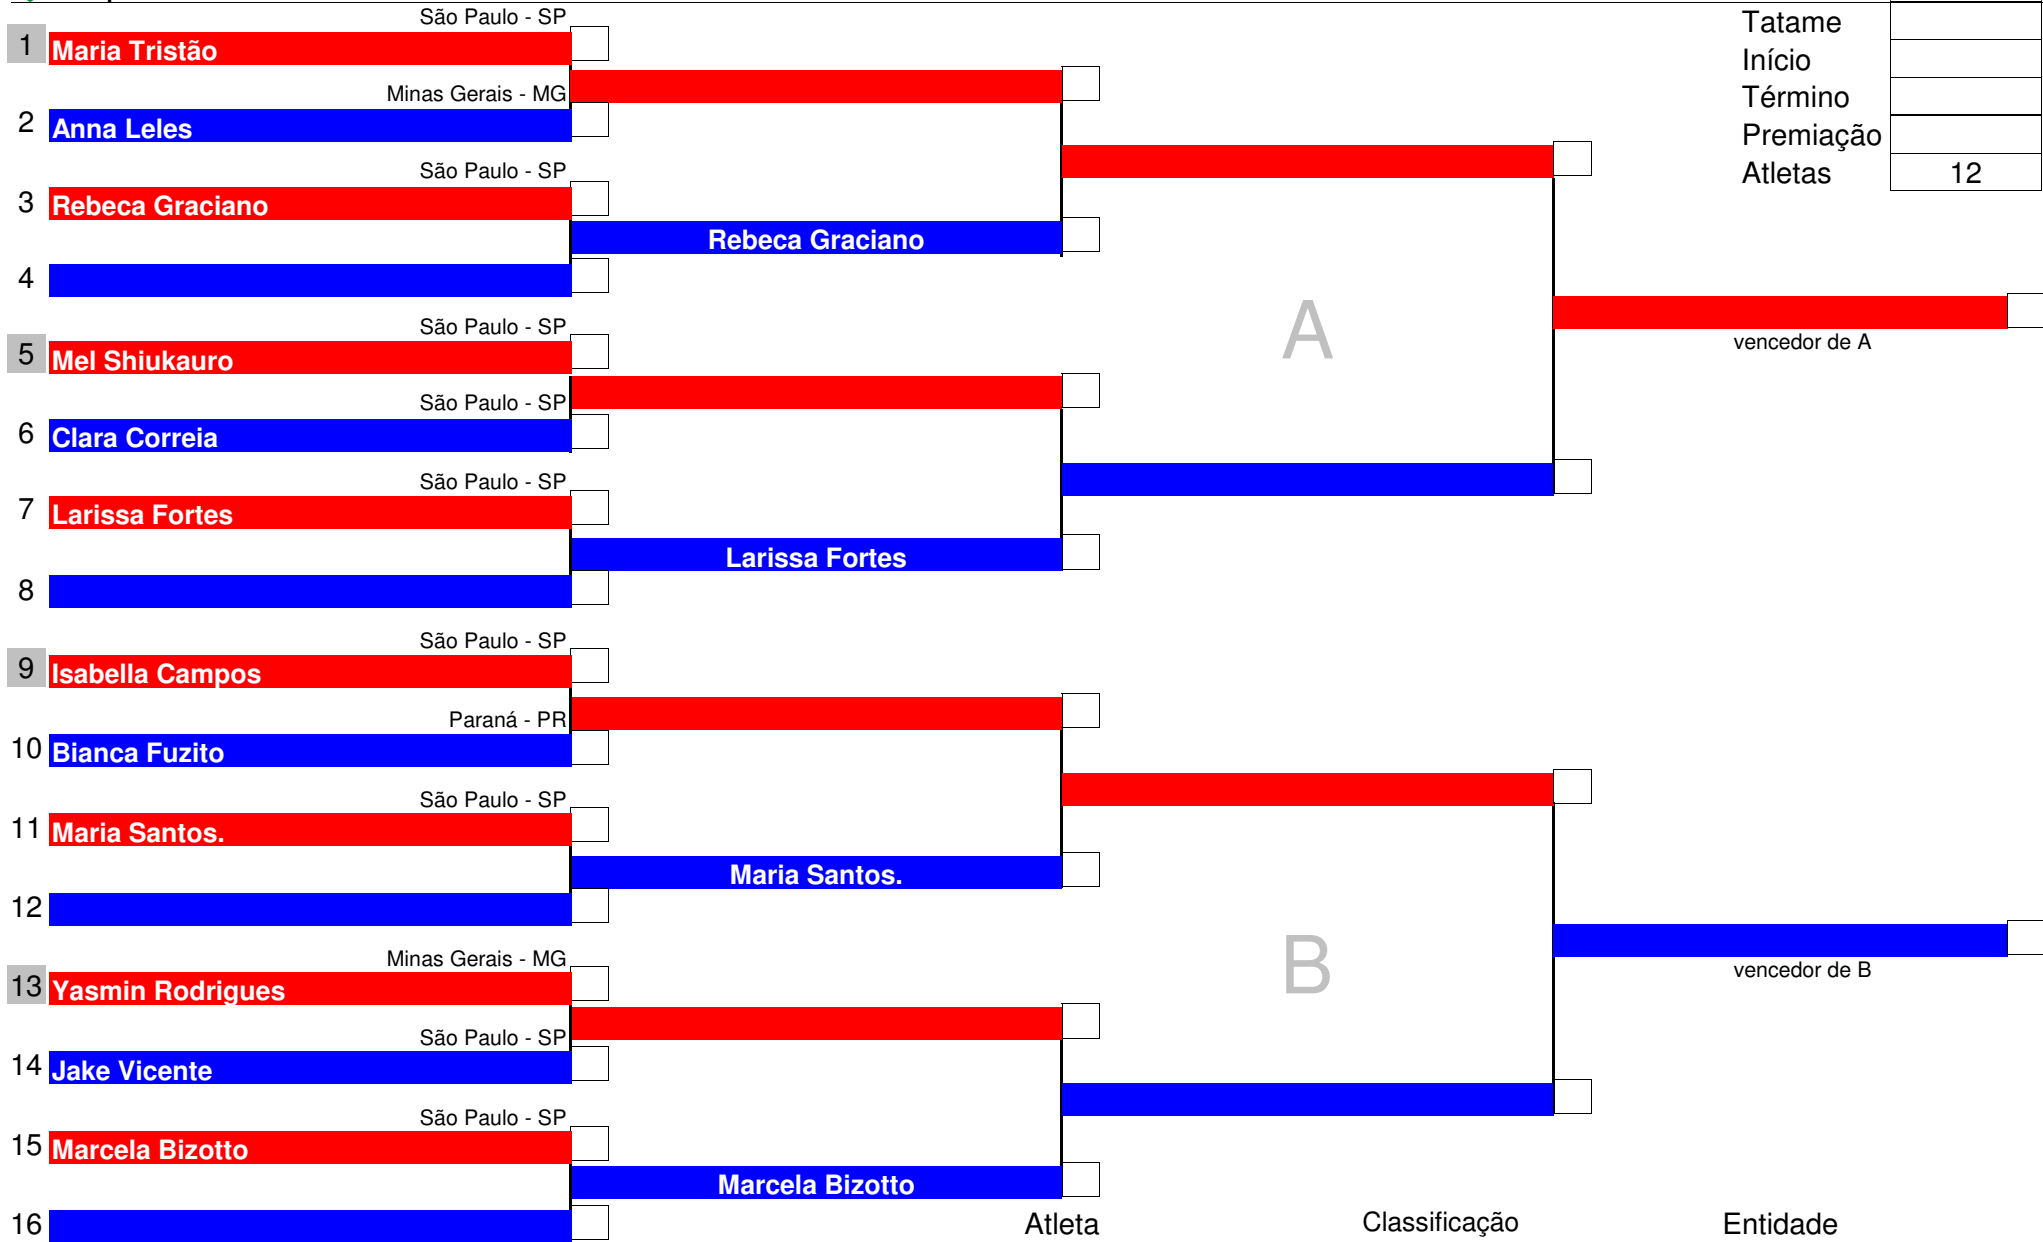 São Paulo - SP
Tatame
1 Maria Tristão
Início
Minas Gerais - MG
Término
2 Anna Leles
Premiação
São Paulo - SP
Atletas 12
3 Rebeca Graciano
Rebeca Graciano
4
São Paulo - SP
A
vencedor de A
5 Mel Shiukauro
São Paulo - SP
6 Clara Correia
São Paulo - SP
7 Larissa Fortes
Larissa Fortes
8
São Paulo - SP
9 Isabella Campos
Paraná - PR
10 Bianca Fuzito
São Paulo - SP
11 Maria Santos.
Maria Santos.
12
Minas Gerais - MG
B
vencedor de B
13 Yasmin Rodrigues
São Paulo - SP
14 Jake Vicente
São Paulo - SP
15 Marcela Bizotto
Marcela Bizotto
16
Atleta Classificação Entidade